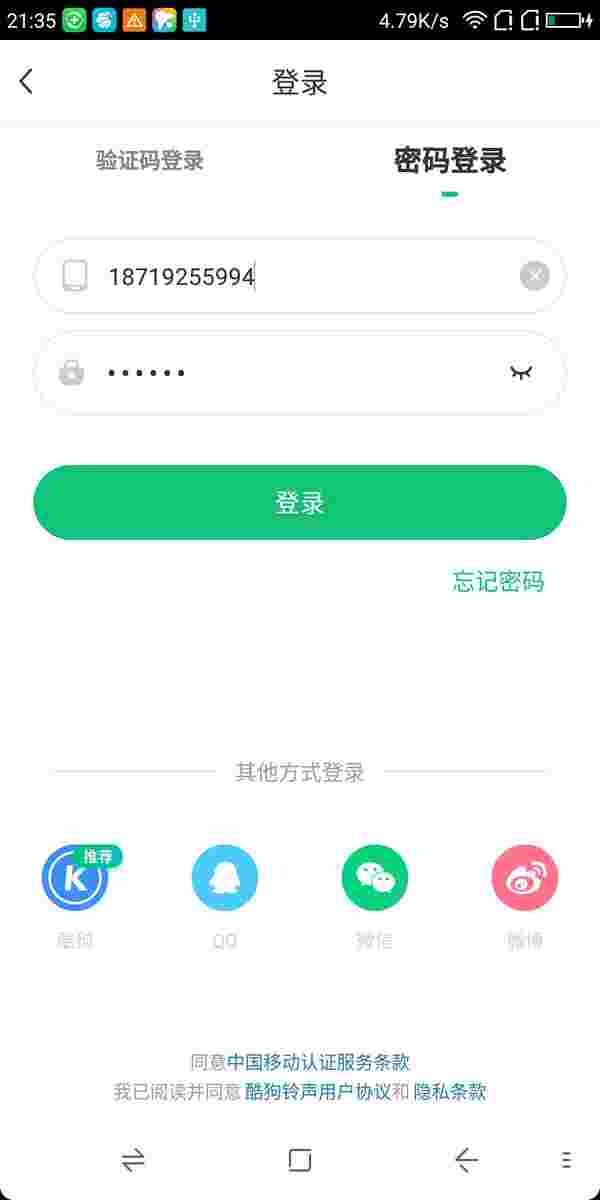 21:35 4.79K/s
登录
验证码登录 密码登录
18719255994
••••••
登录
忘记密码
其他方式登录
推荐
酷狗 QQ 微信 微博
同意中国移动认证服务条款
我已阅读并同意 酷狗铃声用户协议和 隐私条款